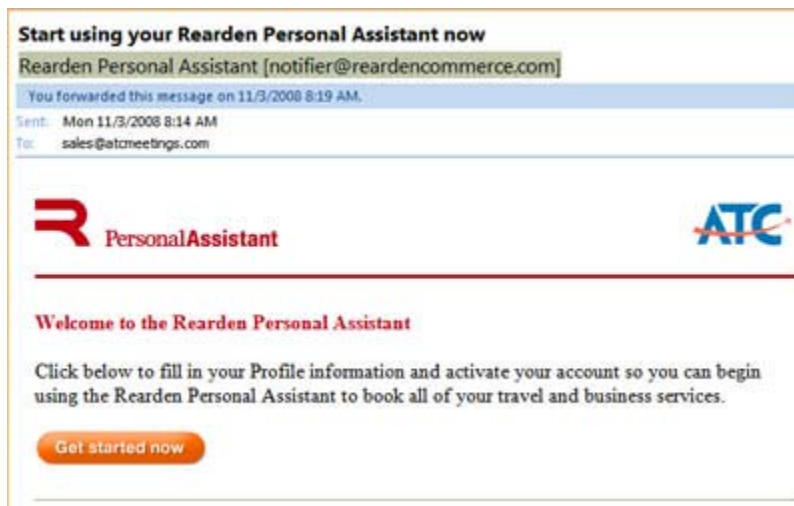 Start using your Rearden Personal Assistant now
Rearden Personal Assistant [notifier@reardencommerce.com]
You forwarded this message on 11/3/2008 8:19 AM.
Sent: Mon 11/3/2008 8:14 AM
To: sales@atcmeetings.com
R PersonalAssistant
ATC
Welcome to the Rearden Personal Assistant
Click below to fill in your Profile information and activate your account so you can begin
using the Rearden Personal Assistant to book all of your travel and business services.
Get started now